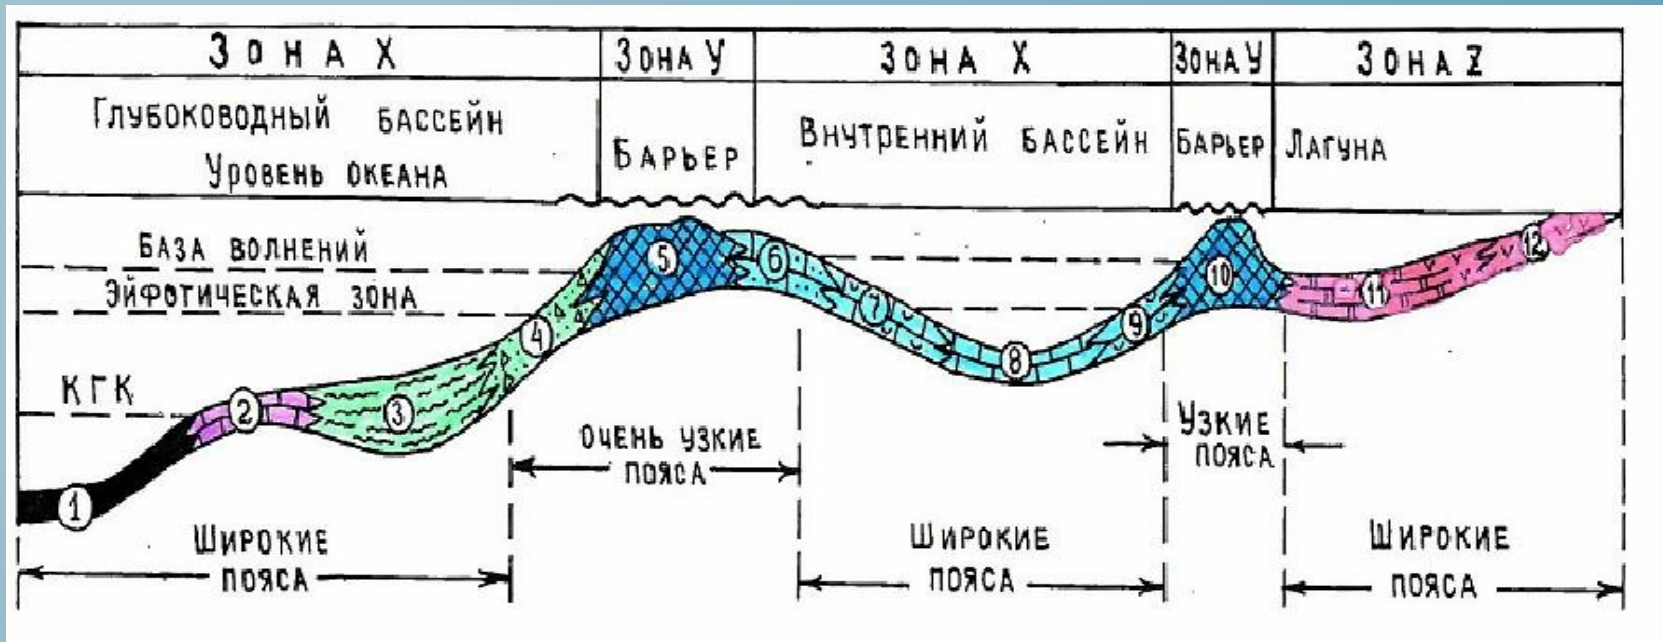 Зона X
Зона У
Зона X
Зона У
Зона Z
Глубоководный бассейн
Уровень океана
Барьер
Внутренний бассейн
Барьер
Лагуна
База волнений
Эйфотическая зона
КГК
1
2
3
4
5
6
7
8
9
10
11
12
Очень узкие
пояса
Узкие
пояса
Широкие
пояса
Широкие
пояса
Широкие
пояса